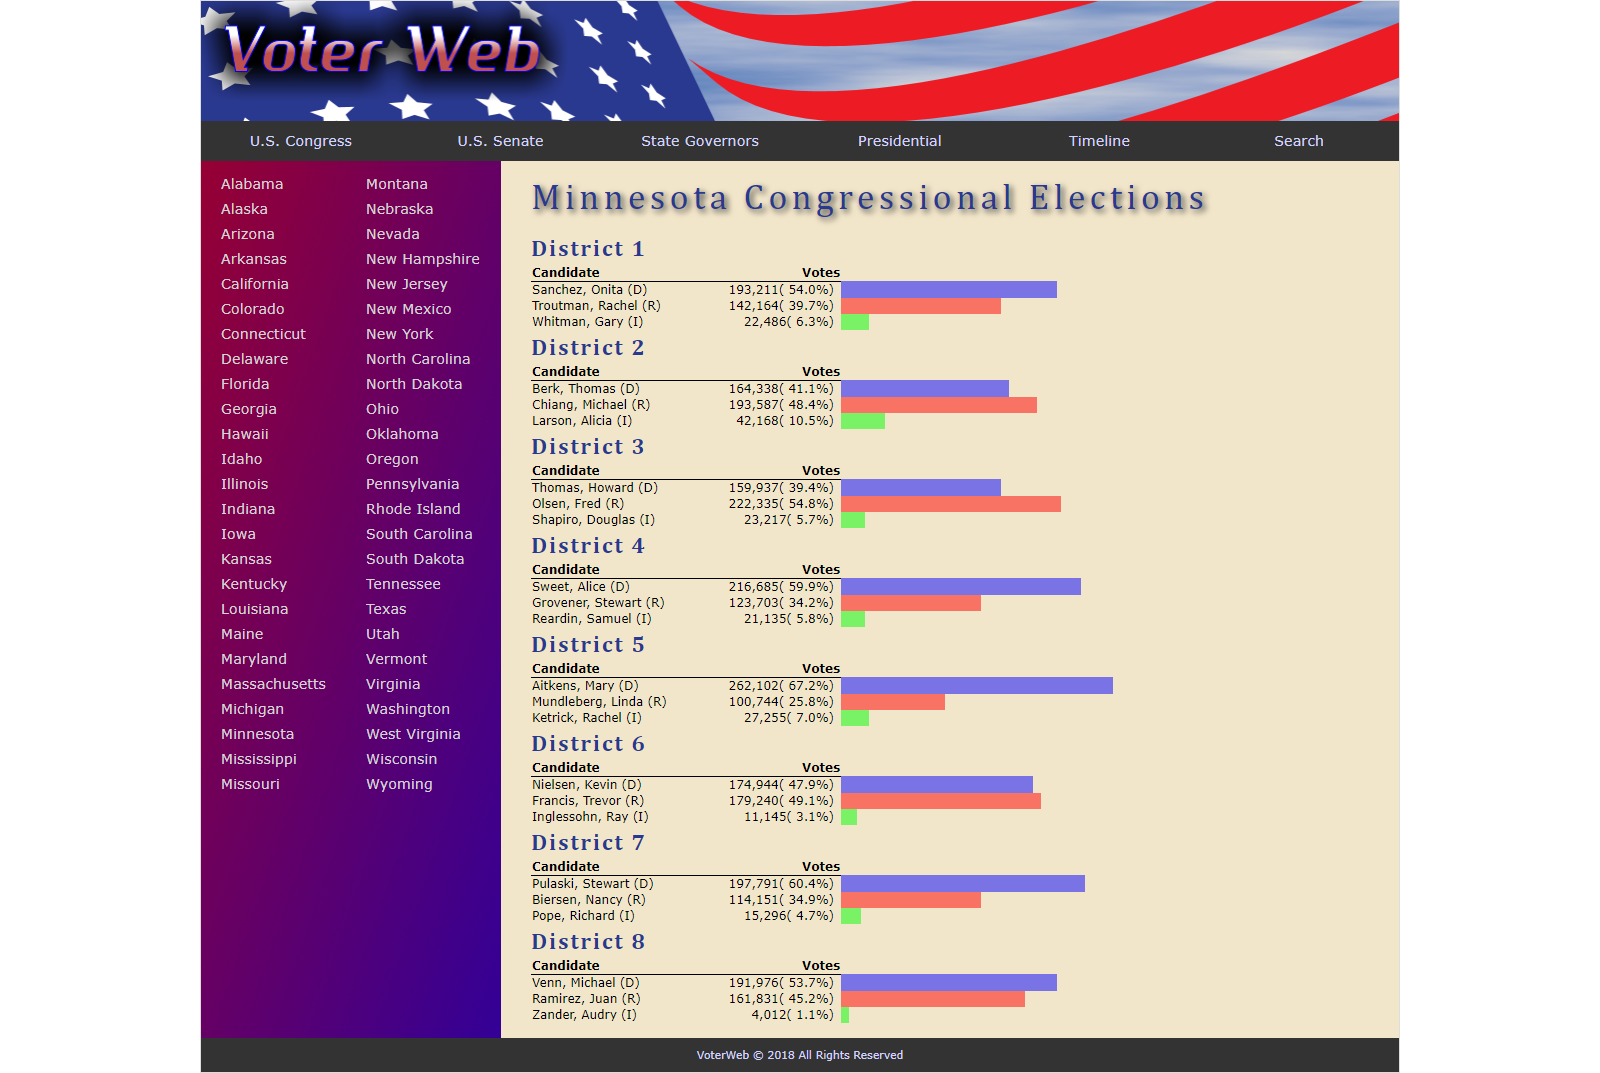 Voter Web
U.S. Congress U.S. Senate State Governors Presidential Timeline Search
Alabama
Alaska
Arizona
Arkansas
California
Colorado
Connecticut
Delaware
Florida
Georgia
Hawaii
Idaho
Illinois
Indiana
Iowa
Kansas
Kentucky
Louisiana
Maine
Maryland
Massachusetts
Michigan
Minnesota
Mississippi
Missouri
Montana
Nebraska
Nevada
New Hampshire
New Jersey
New Mexico
New York
North Carolina
North Dakota
Ohio
Oklahoma
Oregon
Pennsylvania
Rhode Island
South Carolina
South Dakota
Tennessee
Texas
Utah
Vermont
Virginia
Washington
West Virginia
Wisconsin
Wyoming
Minnesota Congressional Elections
District 1
Candidate Votes
Sanchez, Onita (D) 193,211( 54.0%)
Troutman, Rachel (R) 142,164( 39.7%)
Whitman, Gary (I) 22,486( 6.3%)
District 2
Candidate Votes
Berk, Thomas (D) 164,338( 41.1%)
Chiang, Michael (R) 193,587( 48.4%)
Larson, Alicia (I) 42,168( 10.5%)
District 3
Candidate Votes
Thomas, Howard (D) 159,937( 39.4%)
Olsen, Fred (R) 222,335( 54.8%)
Shapiro, Douglas (I) 23,217( 5.7%)
District 4
Candidate Votes
Sweet, Alice (D) 216,685( 59.9%)
Grovener, Stewart (R) 123,703( 34.2%)
Reardin, Samuel (I) 21,135( 5.8%)
District 5
Candidate Votes
Aitkens, Mary (D) 262,102( 67.2%)
Mundleberg, Linda (R) 100,744( 25.8%)
Ketrick, Rachel (I) 27,255( 7.0%)
District 6
Candidate Votes
Nielsen, Kevin (D) 174,944( 47.9%)
Francis, Trevor (R) 179,240( 49.1%)
Inglessohn, Ray (I) 11,145( 3.1%)
District 7
Candidate Votes
Pulaski, Stewart (D) 197,791( 60.4%)
Biersen, Nancy (R) 114,151( 34.9%)
Pope, Richard (I) 15,296( 4.7%)
District 8
Candidate Votes
Venn, Michael (D) 191,976( 53.7%)
Ramirez, Juan (R) 161,831( 45.2%)
Zander, Audry (I) 4,012( 1.1%)
VoterWeb © 2018 All Rights Reserved